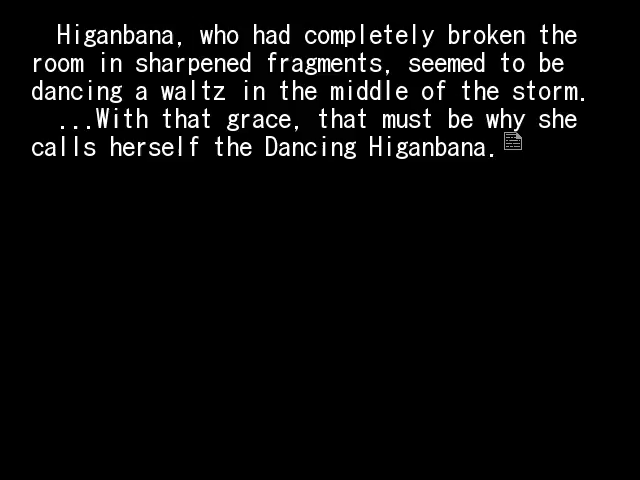 Higanbana, who had completely broken the
room in sharpened fragments, seemed to be
dancing a waltz in the middle of the storm.
...With that grace, that must be why she
calls herself the Dancing Higanbana.